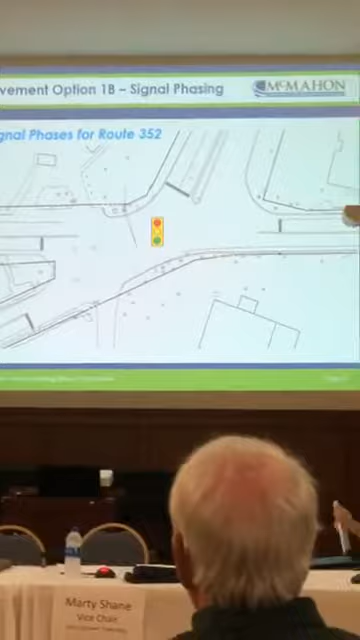 vement Option 1B – Signal Phasing
McMAHON
gnal Phases for Route 352
Marty Shane
Vice Chair